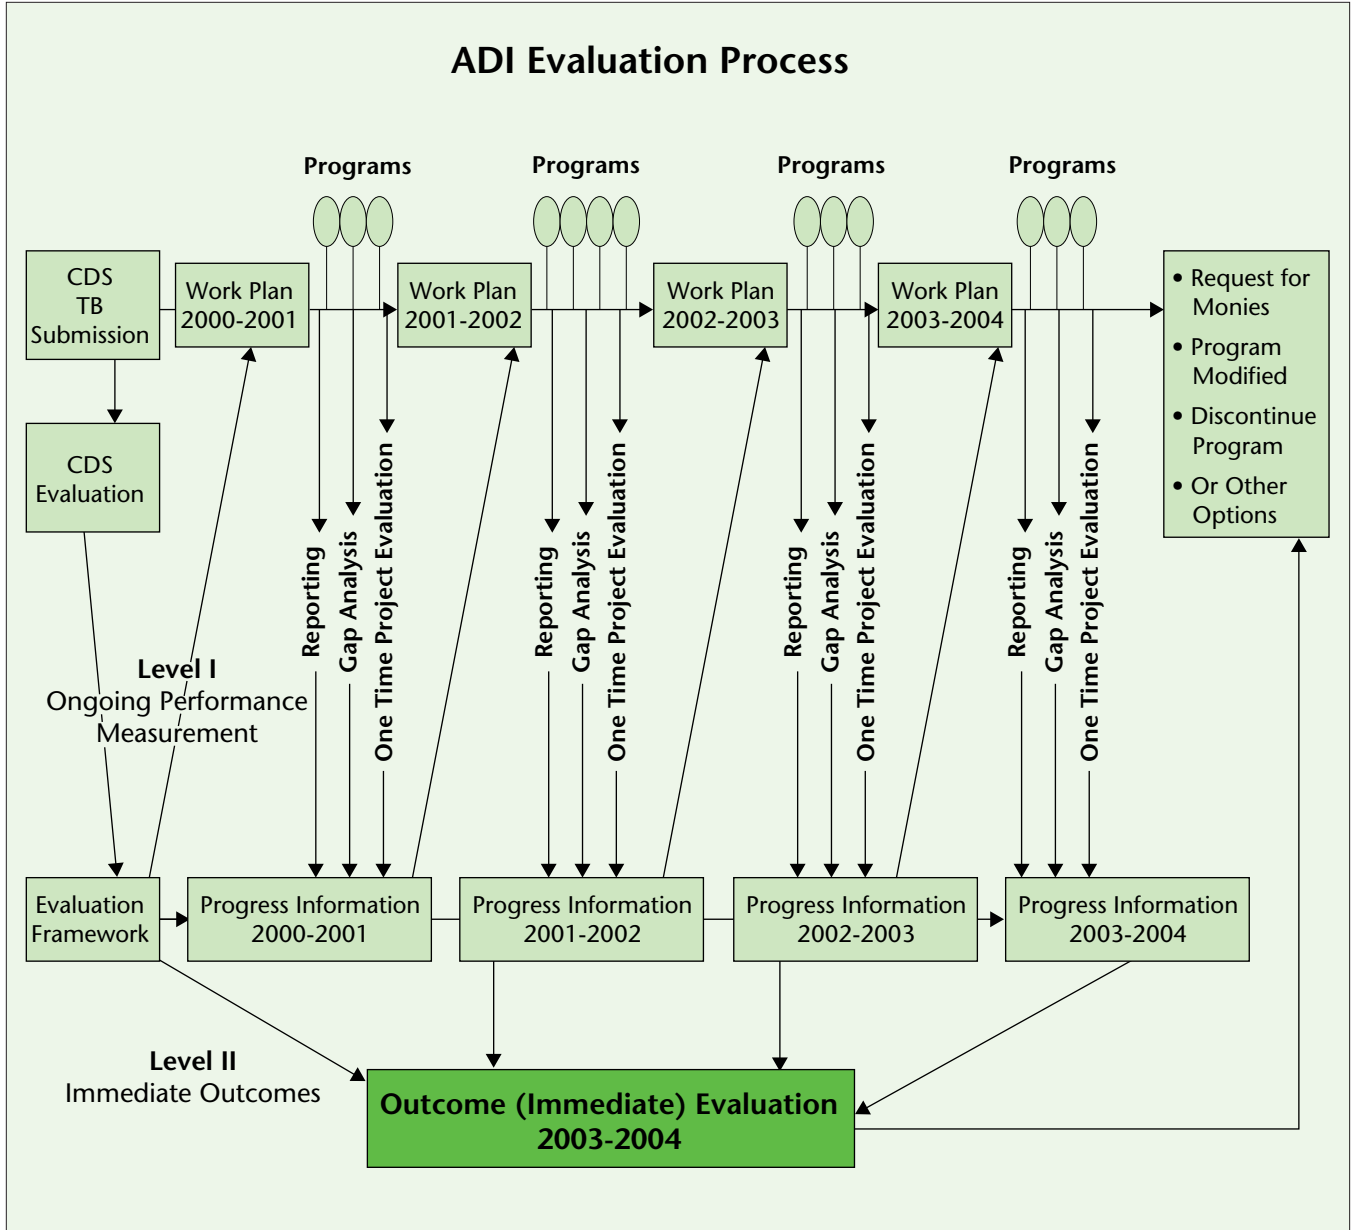 ADI Evaluation Process
Programs
Programs
Programs
Programs
CDS
TB
Submission
Work Plan
2000-2001
Work Plan
2001-2002
Work Plan
2002-2003
Work Plan
2003-2004
• Request for
Monies
• Program
Modified
• Discontinue
Program
• Or Other
Options
CDS
Evaluation
Reporting
Gap Analysis
One Time Project Evaluation
Reporting
Gap Analysis
One Time Project Evaluation
Reporting
Gap Analysis
One Time Project Evaluation
Reporting
Gap Analysis
One Time Project Evaluation
Level I
Ongoing Performance
Measurement
Evaluation
Framework
Progress Information
2000-2001
Progress Information
2001-2002
Progress Information
2002-2003
Progress Information
2003-2004
Level II
Immediate Outcomes
Outcome (Immediate) Evaluation
2003-2004